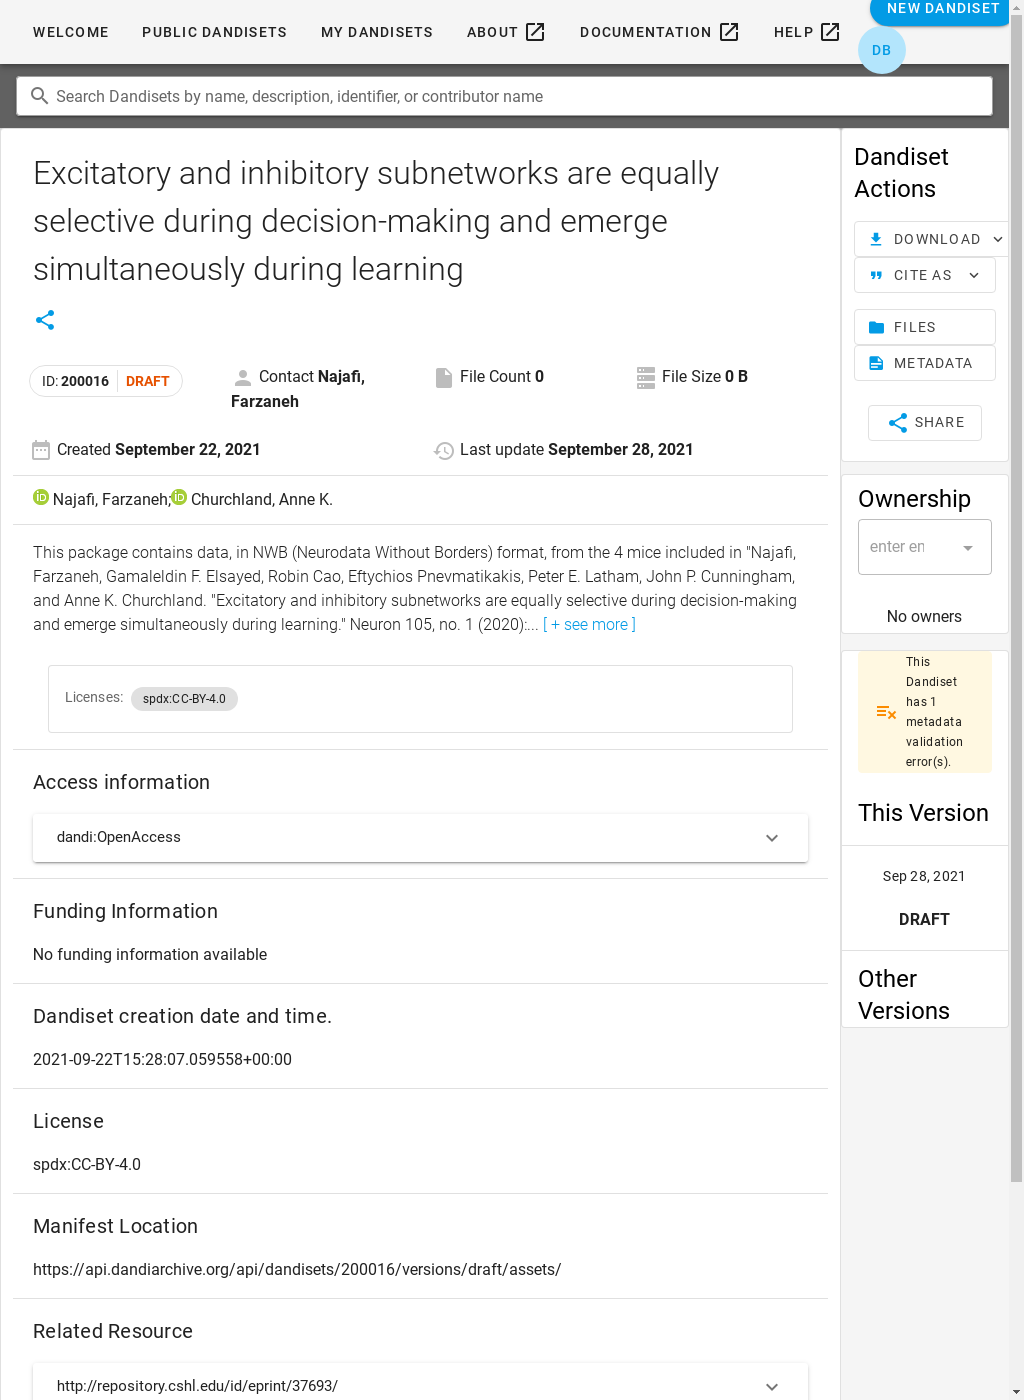 WELCOME PUBLIC DANDISETS MY DANDISETS ABOUT DOCUMENTATION HELP NEW DANDISET
DB
Search Dandisets by name, description, identifier, or contributor name
Excitatory and inhibitory subnetworks are equally
selective during decision-making and emerge
simultaneously during learning
ID: 200016 DRAFT
Contact Najafi,
Farzaneh
File Count 0
File Size 0 B
Created September 22, 2021
Last update September 28, 2021
iD Najafi, Farzaneh; iD Churchland, Anne K.
This package contains data, in NWB (Neurodata Without Borders) format, from the 4 mice included in "Najafi,
Farzaneh, Gamaleldin F. Elsayed, Robin Cao, Eftychios Pnevmatikakis, Peter E. Latham, John P. Cunningham,
and Anne K. Churchland. "Excitatory and inhibitory subnetworks are equally selective during decision-making
and emerge simultaneously during learning." Neuron 105, no. 1 (2020):... [ + see more ]
Licenses: spdx:CC-BY-4.0
Access information
dandi:OpenAccess
Funding Information
No funding information available
Dandiset creation date and time.
2021-09-22T15:28:07.059558+00:00
License
spdx:CC-BY-4.0
Manifest Location
https://api.dandiarchive.org/api/dandisets/200016/versions/draft/assets/
Related Resource
http://repository.cshl.edu/id/eprint/37693/
Dandiset
Actions
DOWNLOAD
CITE AS
FILES
METADATA
SHARE
Ownership
enter en
No owners
This
Dandiset
has 1
metadata
validation
error(s).
This Version
Sep 28, 2021
DRAFT
Other
Versions